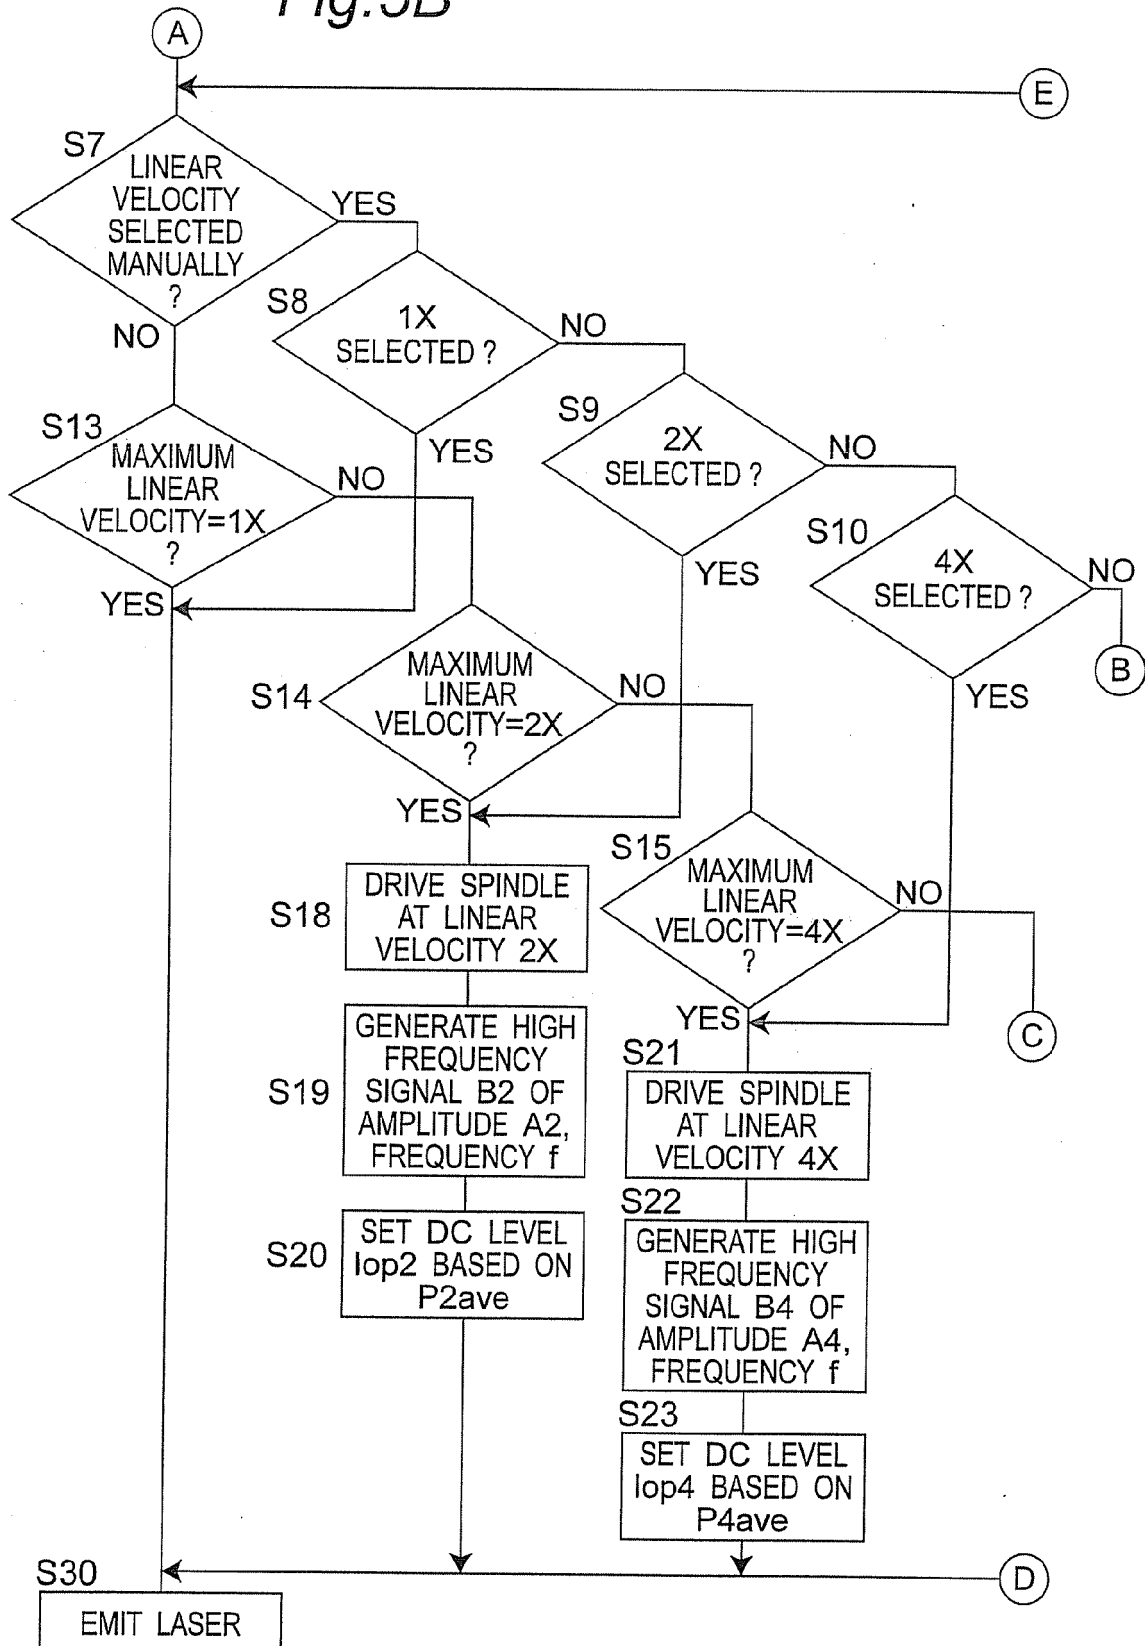 Fig.5B
A
E
S7
LINEAR
VELOCITY
SELECTED
MANUALLY
?
YES
NO
S8
1X
SELECTED ?
NO
YES
S9
2X
SELECTED ?
NO
YES
S10
4X
SELECTED ?
NO
YES
B
S13
MAXIMUM
LINEAR
VELOCITY=1X
?
NO
YES
S14
MAXIMUM
LINEAR
VELOCITY=2X
?
NO
YES
S15
MAXIMUM
LINEAR
VELOCITY=4X
?
NO
YES
C
S18
DRIVE SPINDLE
AT LINEAR
VELOCITY 2X
S19
GENERATE HIGH
FREQUENCY
SIGNAL B2 OF
AMPLITUDE A2,
FREQUENCY f
S20
SET DC LEVEL
Iop2 BASED ON
P2ave
S21
DRIVE SPINDLE
AT LINEAR
VELOCITY 4X
S22
GENERATE HIGH
FREQUENCY
SIGNAL B4 OF
AMPLITUDE A4,
FREQUENCY f
S23
SET DC LEVEL
Iop4 BASED ON
P4ave
D
S30
EMIT LASER